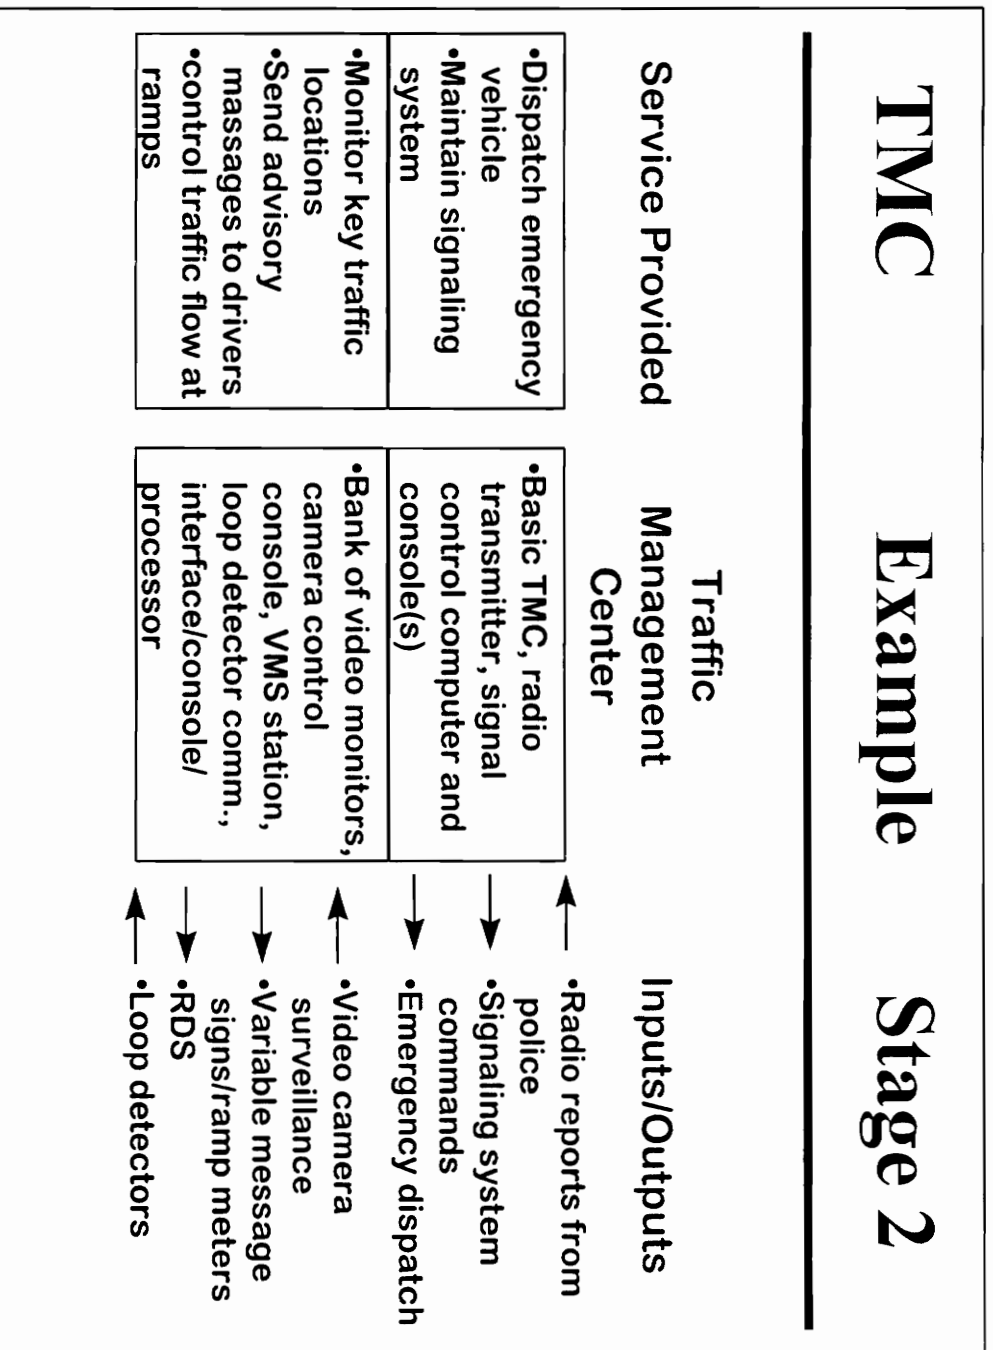 TMC Example Stage 2
Service Provided
•Dispatch emergency
vehicle
•Maintain signaling
system
•Monitor key traffic
locations
•Send advisory
massages to drivers
•control traffic flow at
ramps
Traffic
Management
Center
•Basic TMC, radio
transmitter, signal
control computer and
console(s)
•Bank of video monitors,
camera control
console, VMS station,
loop detector comm.,
interface/console/
processor
Inputs/Outputs
•Radio reports from
police
•Signaling system
commands
•Emergency dispatch
•Video camera
surveillance
•Variable message
signs/ramp meters
•RDS
•Loop detectors